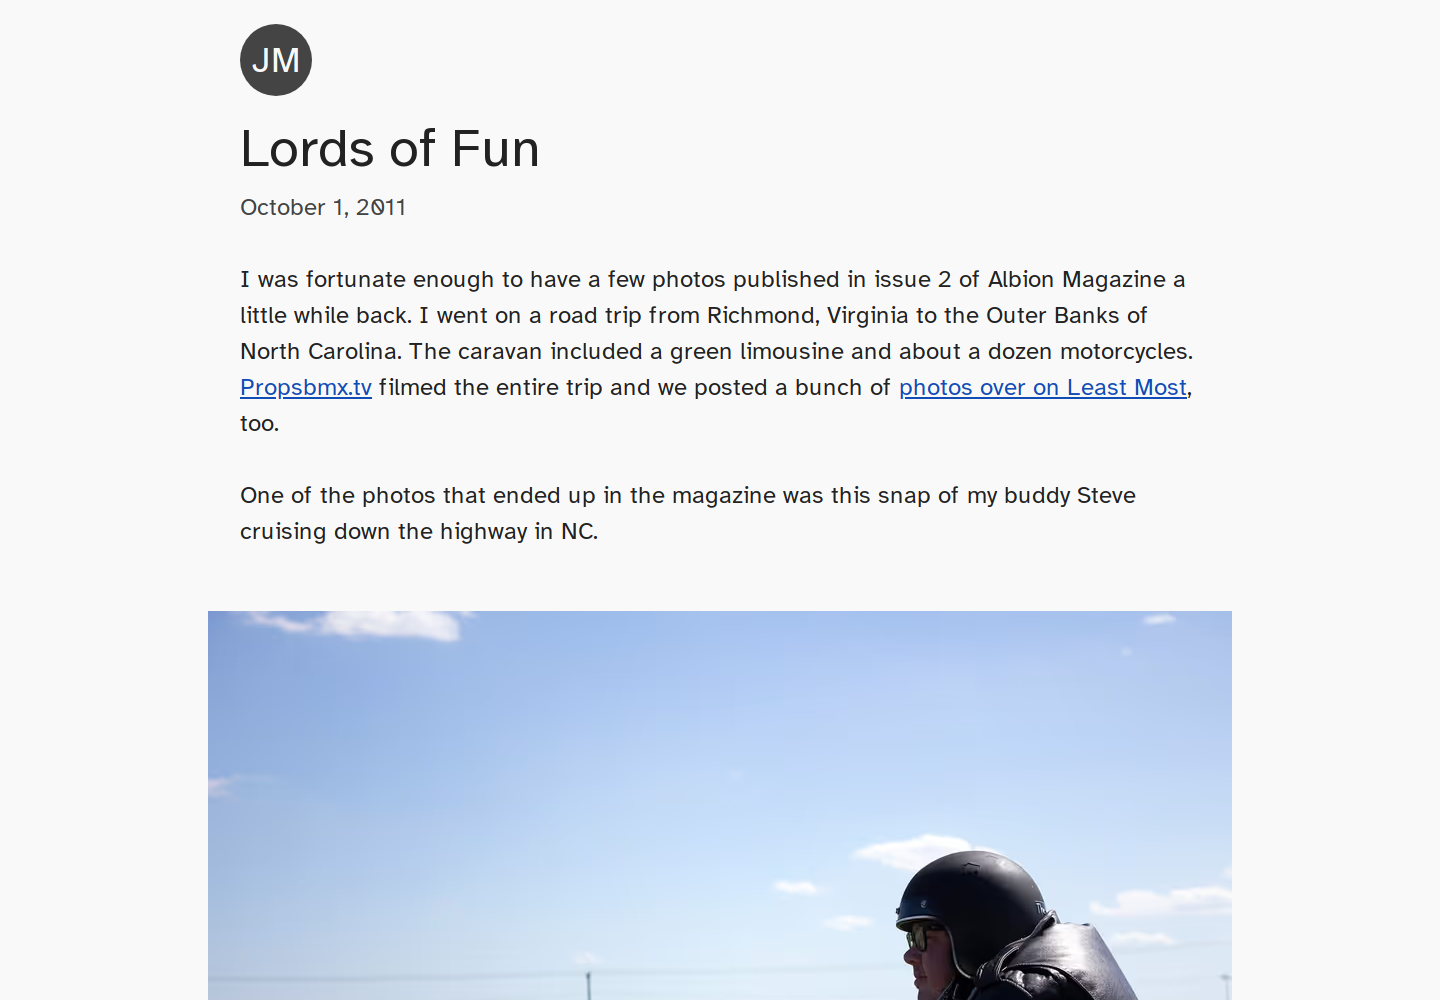 JM
Lords of Fun
October 1, 2011
I was fortunate enough to have a few photos published in issue 2 of Albion Magazine a
little while back. I went on a road trip from Richmond, Virginia to the Outer Banks of
North Carolina. The caravan included a green limousine and about a dozen motorcycles.
Propsbmx.tv filmed the entire trip and we posted a bunch of photos over on Least Most,
too.
One of the photos that ended up in the magazine was this snap of my buddy Steve
cruising down the highway in NC.